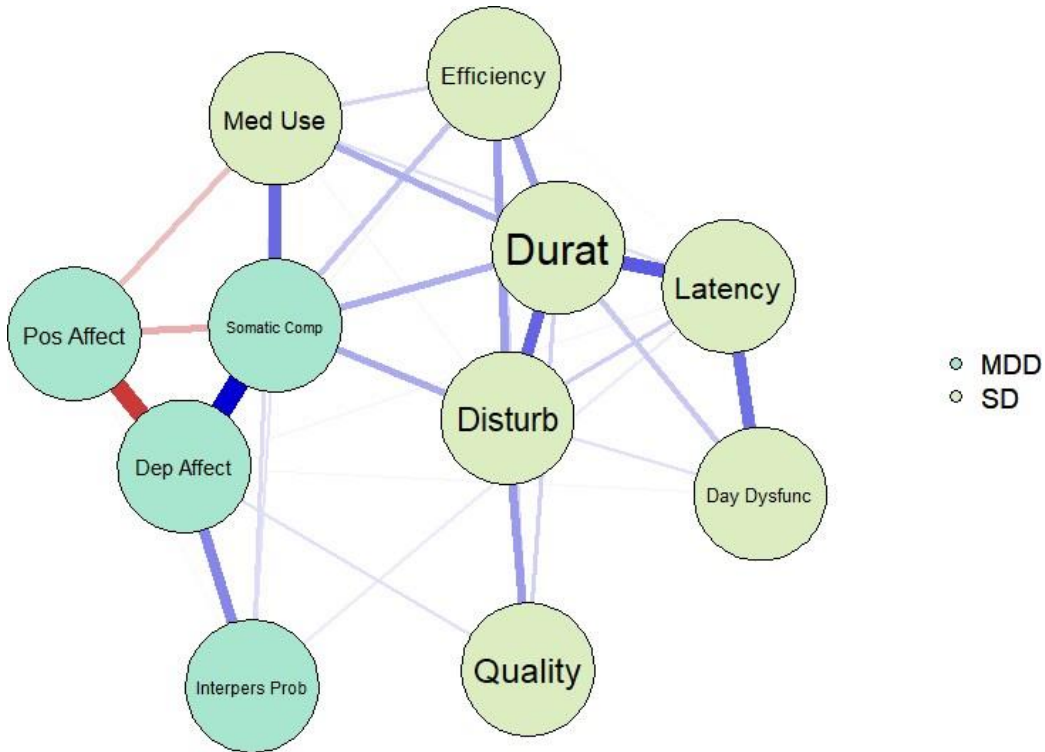 Efficiency
Med Use
Durat
Latency
Somatic Comp
Pos Affect
MDD
SD
Disturb
Dep Affect
Day Dysfunc
Quality
Interpers Prob